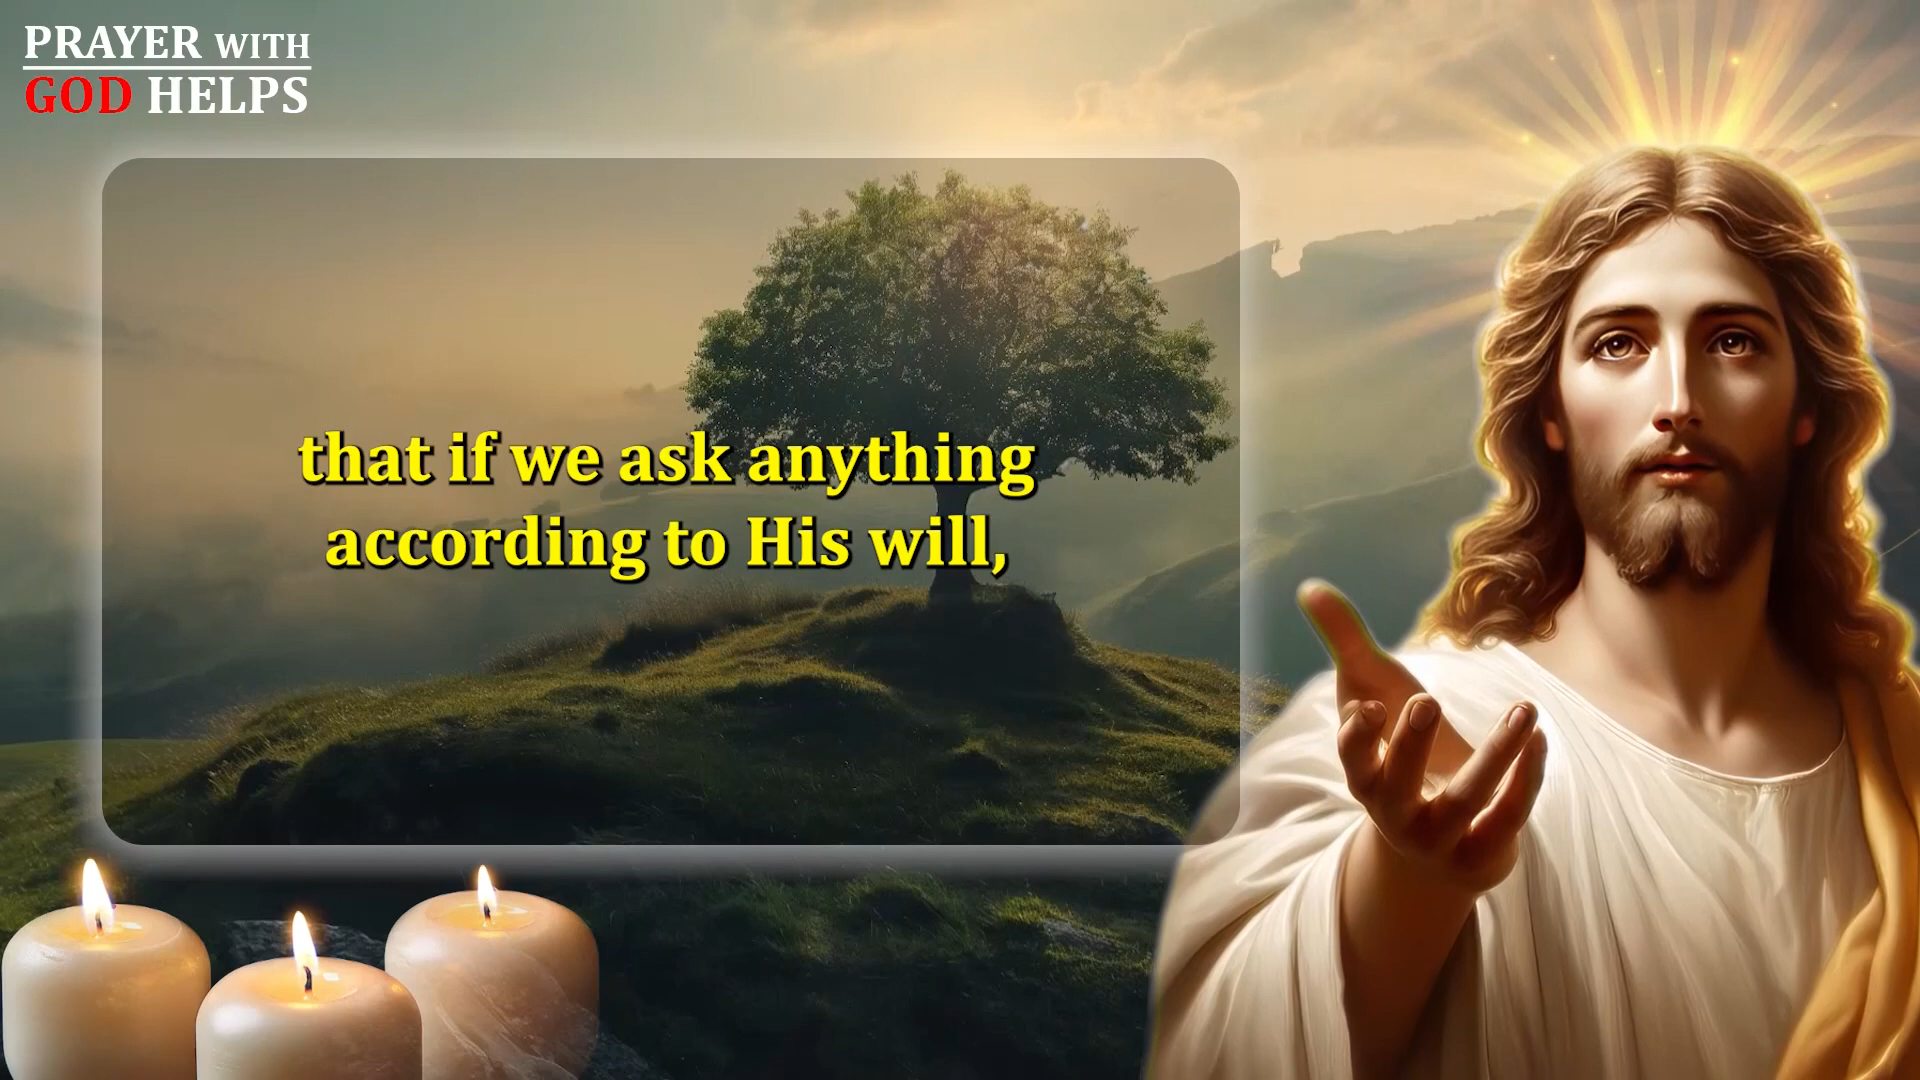 PRAYER WITH
GOD HELPS
that if we ask anything
according to His will,